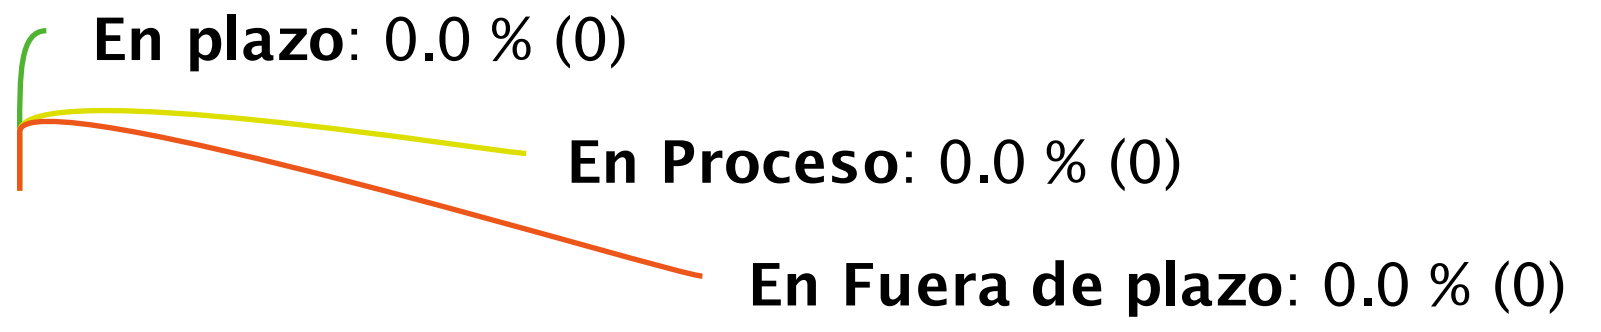 En plazo: 0.0 % (0)
En Proceso: 0.0 % (0)
En Fuera de plazo: 0.0 % (0)